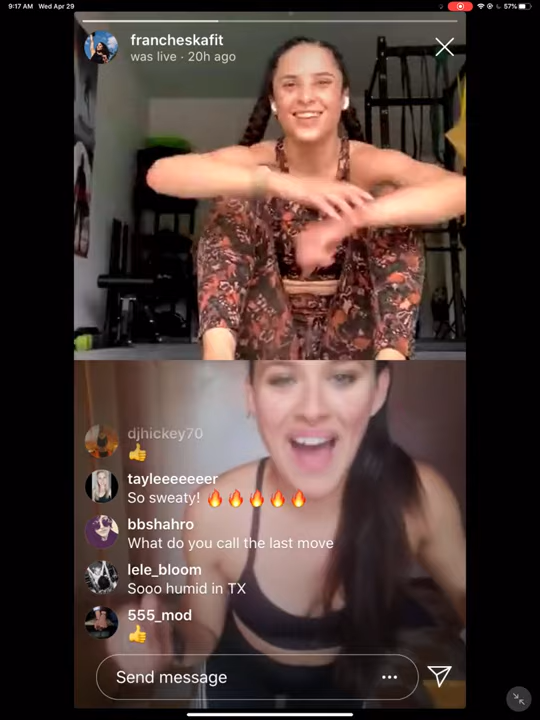 9:17 AM Wed Apr 29
57%
francheskafit
was live · 20h ago
djhickey70
👍
tayleeeeeeer
So sweaty! 🔥🔥🔥🔥🔥
bbshahro
What do you call the last move
lele_bloom
Sooo humid in TX
555_mod
👍
Send message